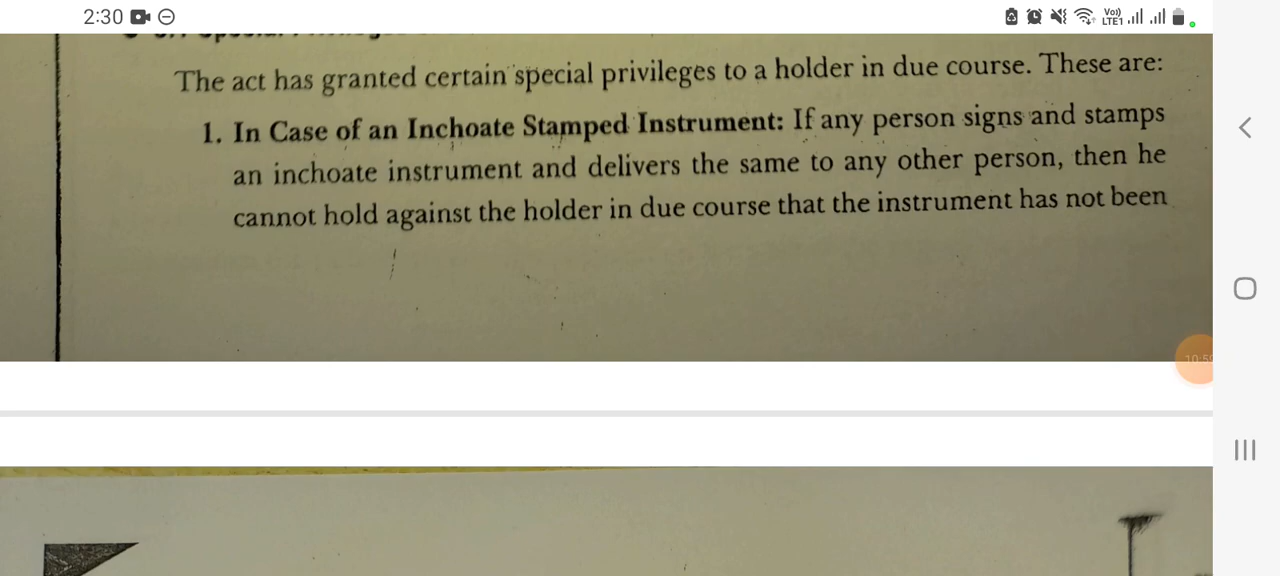 2:30
Vo))
LTE1
The act has granted certain special privileges to a holder in due course. These are:
1. In Case of an Inchoate Stamped Instrument: If any person signs and stamps
an inchoate instrument and delivers the same to any other person, then he
cannot hold against the holder in due course that the instrument has not been